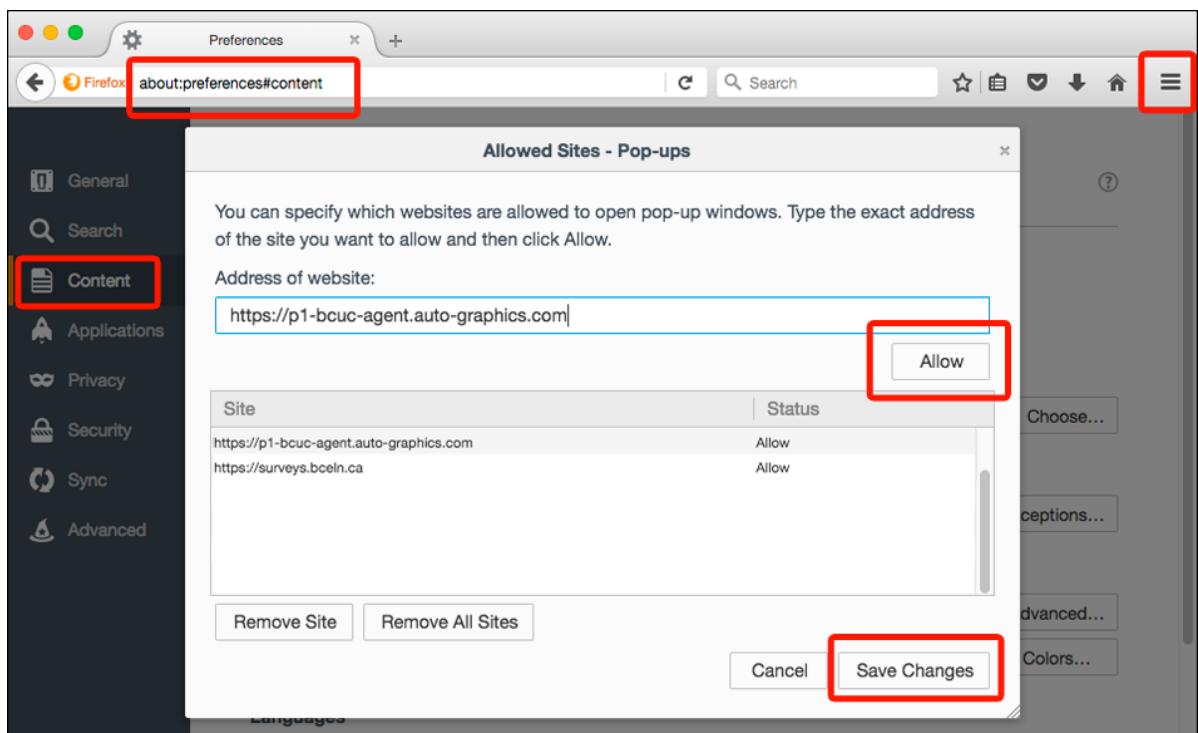 Preferences
Firefox about:preferences#content
Search
Allowed Sites - Pop-ups
General
Search
Content
Applications
Privacy
Security
Sync
Advanced
You can specify which websites are allowed to open pop-up windows. Type the exact address
of the site you want to allow and then click Allow.
Address of website:
https://p1-bcuc-agent.auto-graphics.com
Allow
Site Status
https://p1-bcuc-agent.auto-graphics.com Allow
https://surveys.bceln.ca Allow
Remove Site Remove All Sites
Cancel Save Changes
Choose...
ceptions...
dvanced...
Colors...
Languages